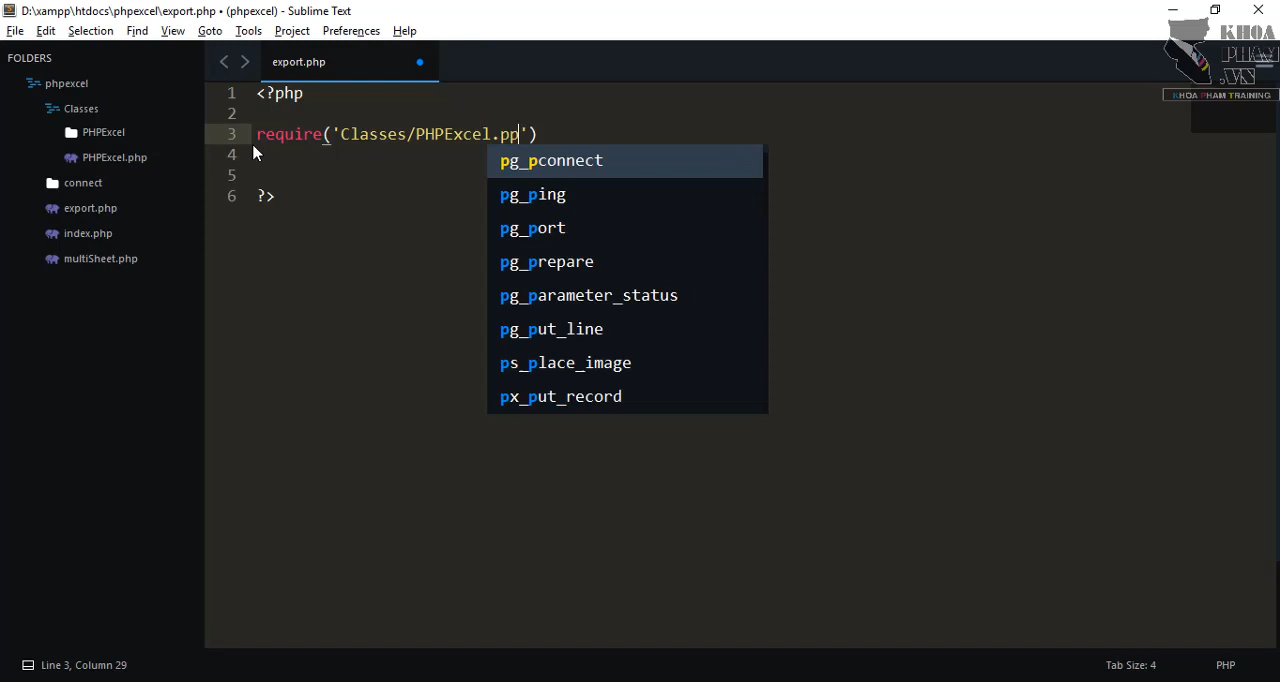 D:\xampp\htdocs\phpexcel\export.php • (phpexcel) - Sublime Text
File Edit Selection Find View Goto Tools Project Preferences Help
KHOA
PHAM
.VN
KHOA PHAM TRAINING
FOLDERS
phpexcel
Classes
PHPExcel
PHPExcel.php
connect
export.php
index.php
multiSheet.php
export.php
1 <?php
2
3 require('Classes/PHPExcel.pp')
4
5
6 ?>
pg_pconnect
pg_ping
pg_port
pg_prepare
pg_parameter_status
pg_put_line
ps_place_image
px_put_record
Line 3, Column 29
Tab Size: 4
PHP